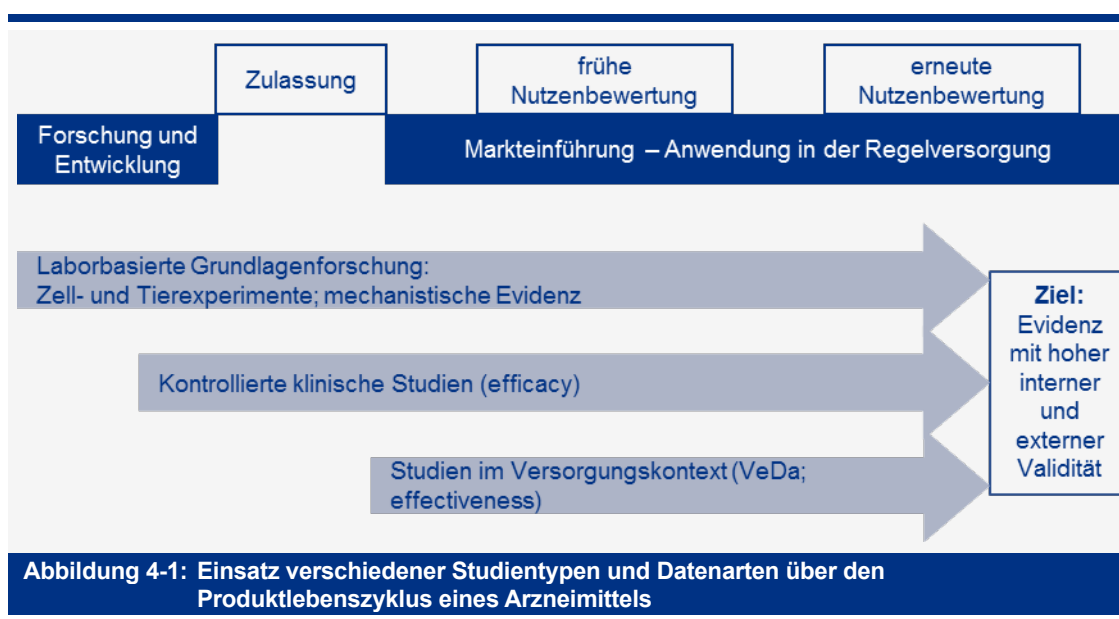 Zulassung
frühe
Nutzenbewertung
erneute
Nutzenbewertung
Forschung und
Entwicklung
Markteinführung – Anwendung in der Regelversorgung
Laborbasierte Grundlagenforschung:
Zell- und Tierexperimente; mechanistische Evidenz
Kontrollierte klinische Studien (efficacy)
Studien im Versorgungskontext (VeDa;
effectiveness)
Ziel:
Evidenz
mit hoher
interner
und
externer
Validität
Abbildung 4-1: Einsatz verschiedener Studientypen und Datenarten über den
Produktlebenszyklus eines Arzneimittels